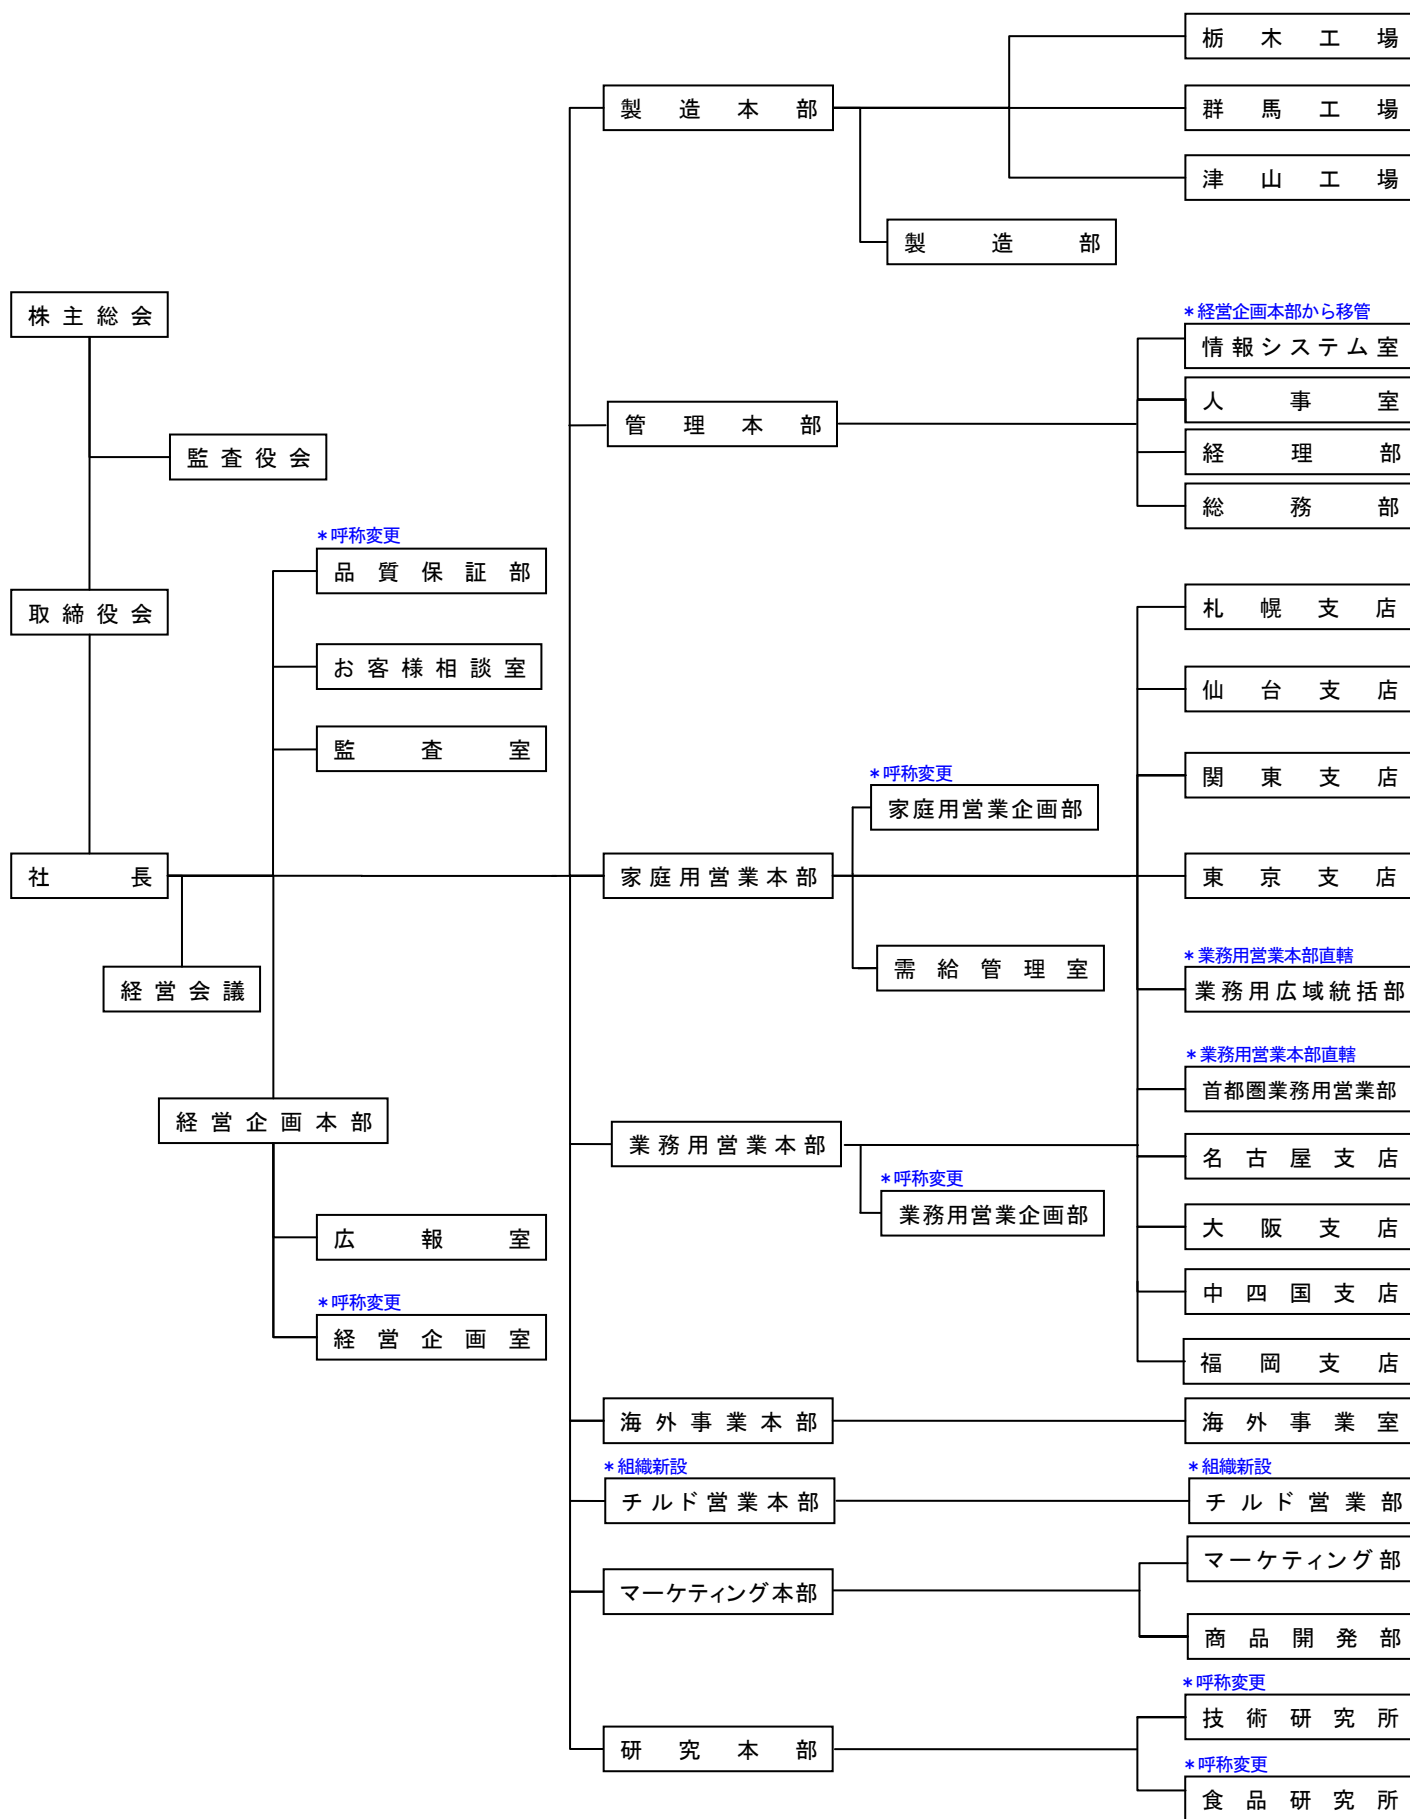 栃木工場
製造本部
群馬工場
津山工場
製造部
株主総会
*経営企画本部から移管
情報システム室
人事室
管理本部
経理部
総務部
監査役会
*呼称変更
品質保証部
取締役会
お客様相談室
監査室
札幌支店
仙台支店
*呼称変更
家庭用営業企画部
関東支店
社長
家庭用営業本部
東京支店
経営会議
需給管理室
*業務用営業本部直轄
業務用広域統括部
*業務用営業本部直轄
首都圏業務用営業部
経営企画本部
業務用営業本部
名古屋支店
*呼称変更
業務用営業企画部
広報室
大阪支店
*呼称変更
経営企画室
中四国支店
福岡支店
海外事業本部
海外事業室
*組織新設
チルド営業本部
*組織新設
チルド営業部
マーケティング本部
マーケティング部
商品開発部
研究本部
*呼称変更
技術研究所
*呼称変更
食品研究所